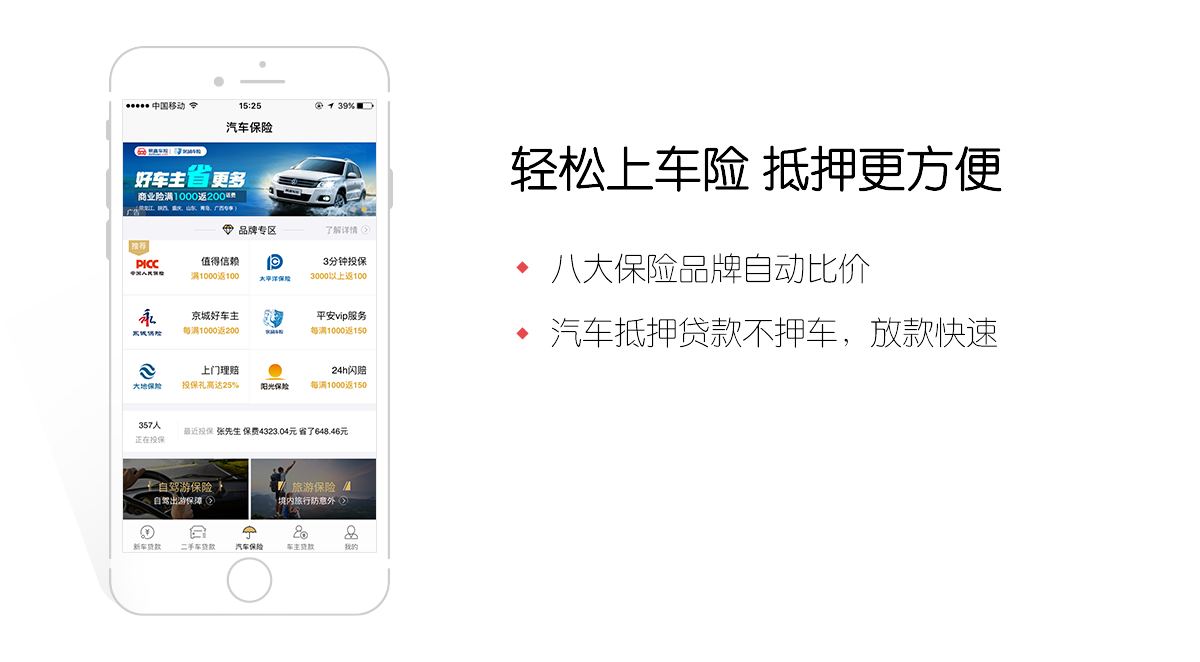 中国移动
15:25
39%
汽车保险
好车主省更多
商业险满1000返200话费
广告
品牌专区
了解详情
推荐
PICC
中国人民保险
值得信赖
满1000返100
太平洋保险
3分钟投保
3000以上返100
京城保险
京城好车主
每满1000返200
平安vip服务
每满1000返150
大地保险
上门理赔
投保礼高达25%
阳光保险
24h闪赔
每满1000返150
357人
正在投保
最近投保 张先生 保费4323.04元 省了648.46元
自驾游保险
自驾出游保障
旅游保险
境内旅行防意外
新车贷款
二手车贷款
汽车保险
车主贷款
我的
轻松上车险 抵押更方便
八大保险品牌自动比价
汽车抵押贷款不押车，放款快速